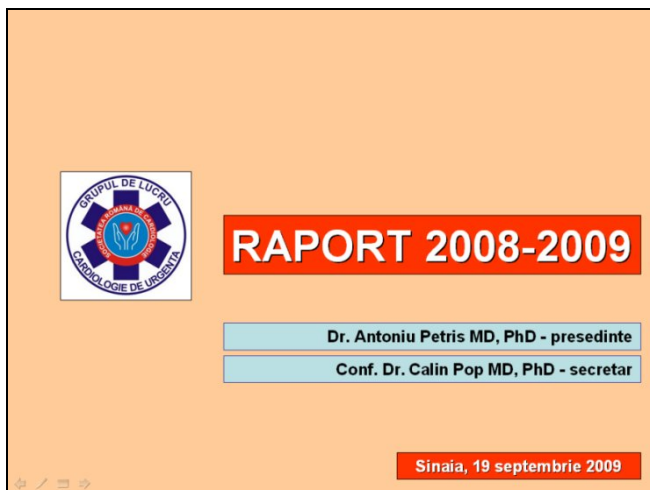 GRUPUL DE LUCRU
SOCIETATEA ROMÂNĂ DE CARDIOLOGIE
CARDIOLOGIE DE URGENTA
RAPORT 2008-2009
Dr. Antoniu Petris MD, PhD - presedinte
Conf. Dr. Calin Pop MD, PhD - secretar
Sinaia, 19 septembrie 2009